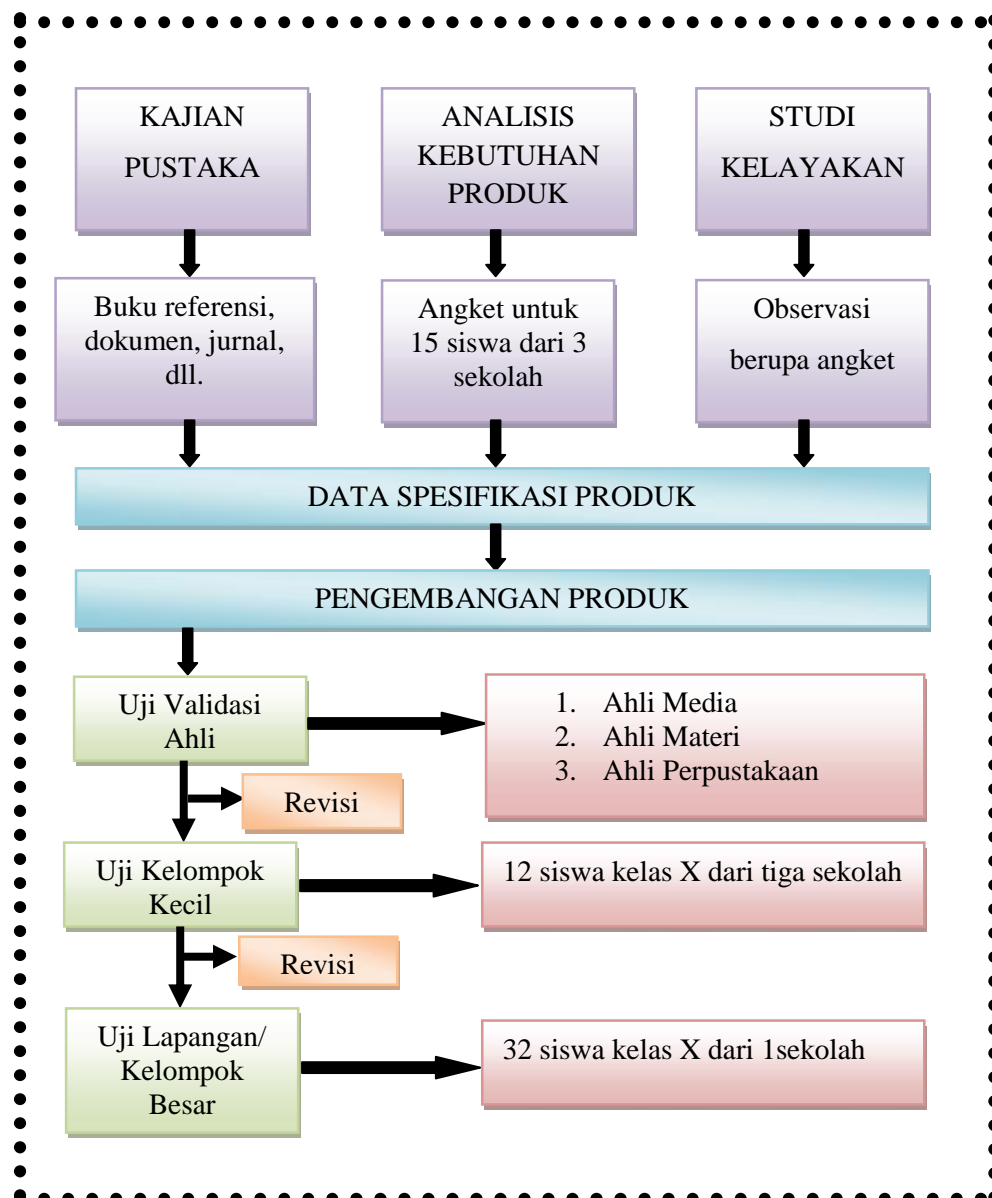 KAJIAN
PUSTAKA
ANALISIS
KEBUTUHAN
PRODUK
STUDI
KELAYAKAN
Buku referensi,
dokumen, jurnal,
dll.
Angket untuk
15 siswa dari 3
sekolah
Observasi
berupa angket
DATA SPESIFIKASI PRODUK
PENGEMBANGAN PRODUK
Uji Validasi
Ahli
1. Ahli Media
2. Ahli Materi
3. Ahli Perpustakaan
Revisi
Uji Kelompok
Kecil
12 siswa kelas X dari tiga sekolah
Revisi
Uji Lapangan/
Kelompok
Besar
32 siswa kelas X dari 1sekolah